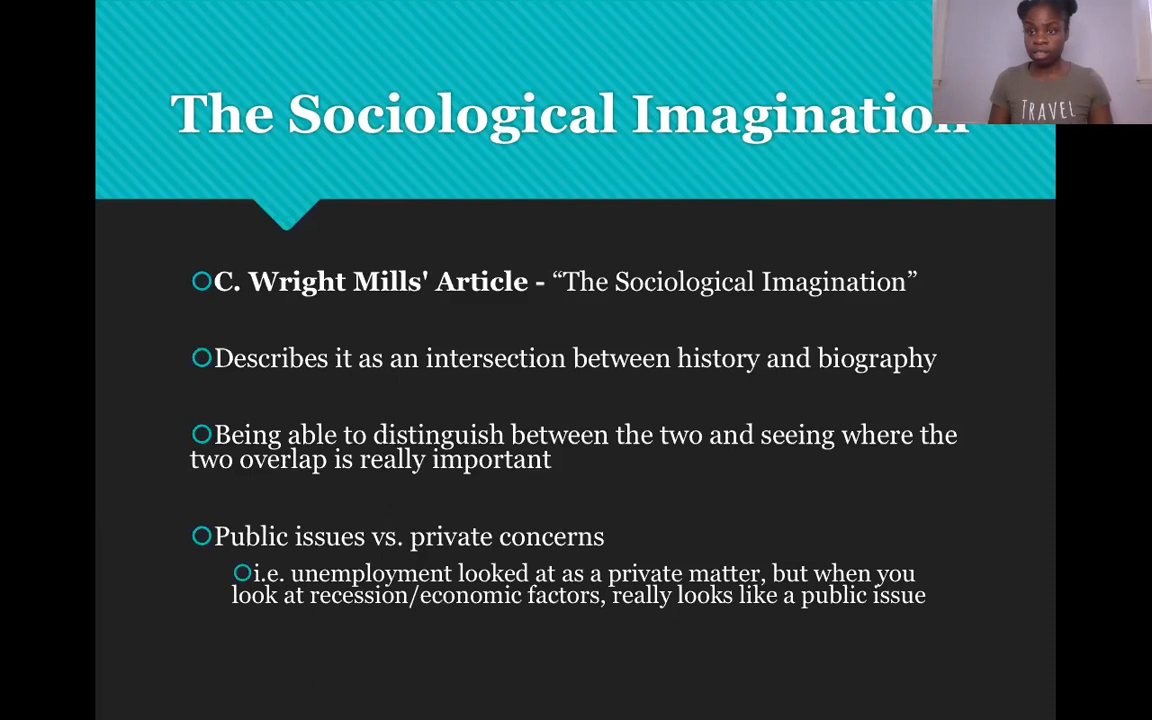 The Sociological Imagination
TRAVEL
○C. Wright Mills' Article - “The Sociological Imagination”
○Describes it as an intersection between history and biography
○Being able to distinguish between the two and seeing where the
two overlap is really important
○Public issues vs. private concerns
○i.e. unemployment looked at as a private matter, but when you
look at recession/economic factors, really looks like a public issue